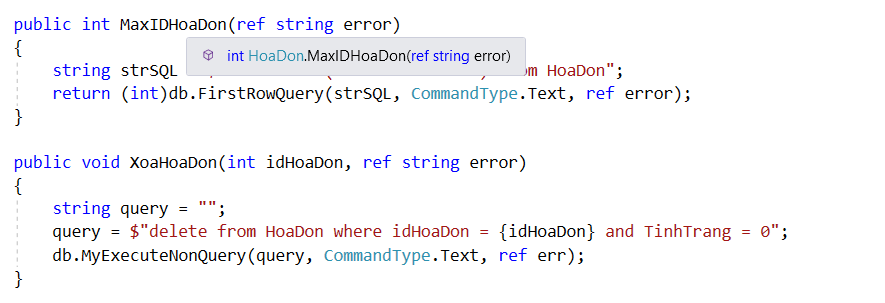 public int MaxIDHoaDon(ref string error)
{
int HoaDon.MaxIDHoaDon(ref string error)
string strSQL HoaDon";
return (int)db.FirstRowQuery(strSQL, CommandType.Text, ref error);
}
public void XoaHoaDon(int idHoaDon, ref string error)
{
string query = "";
query = $"delete from HoaDon where idHoaDon = {idHoaDon} and TinhTrang = 0";
db.MyExecuteNonQuery(query, CommandType.Text, ref err);
}